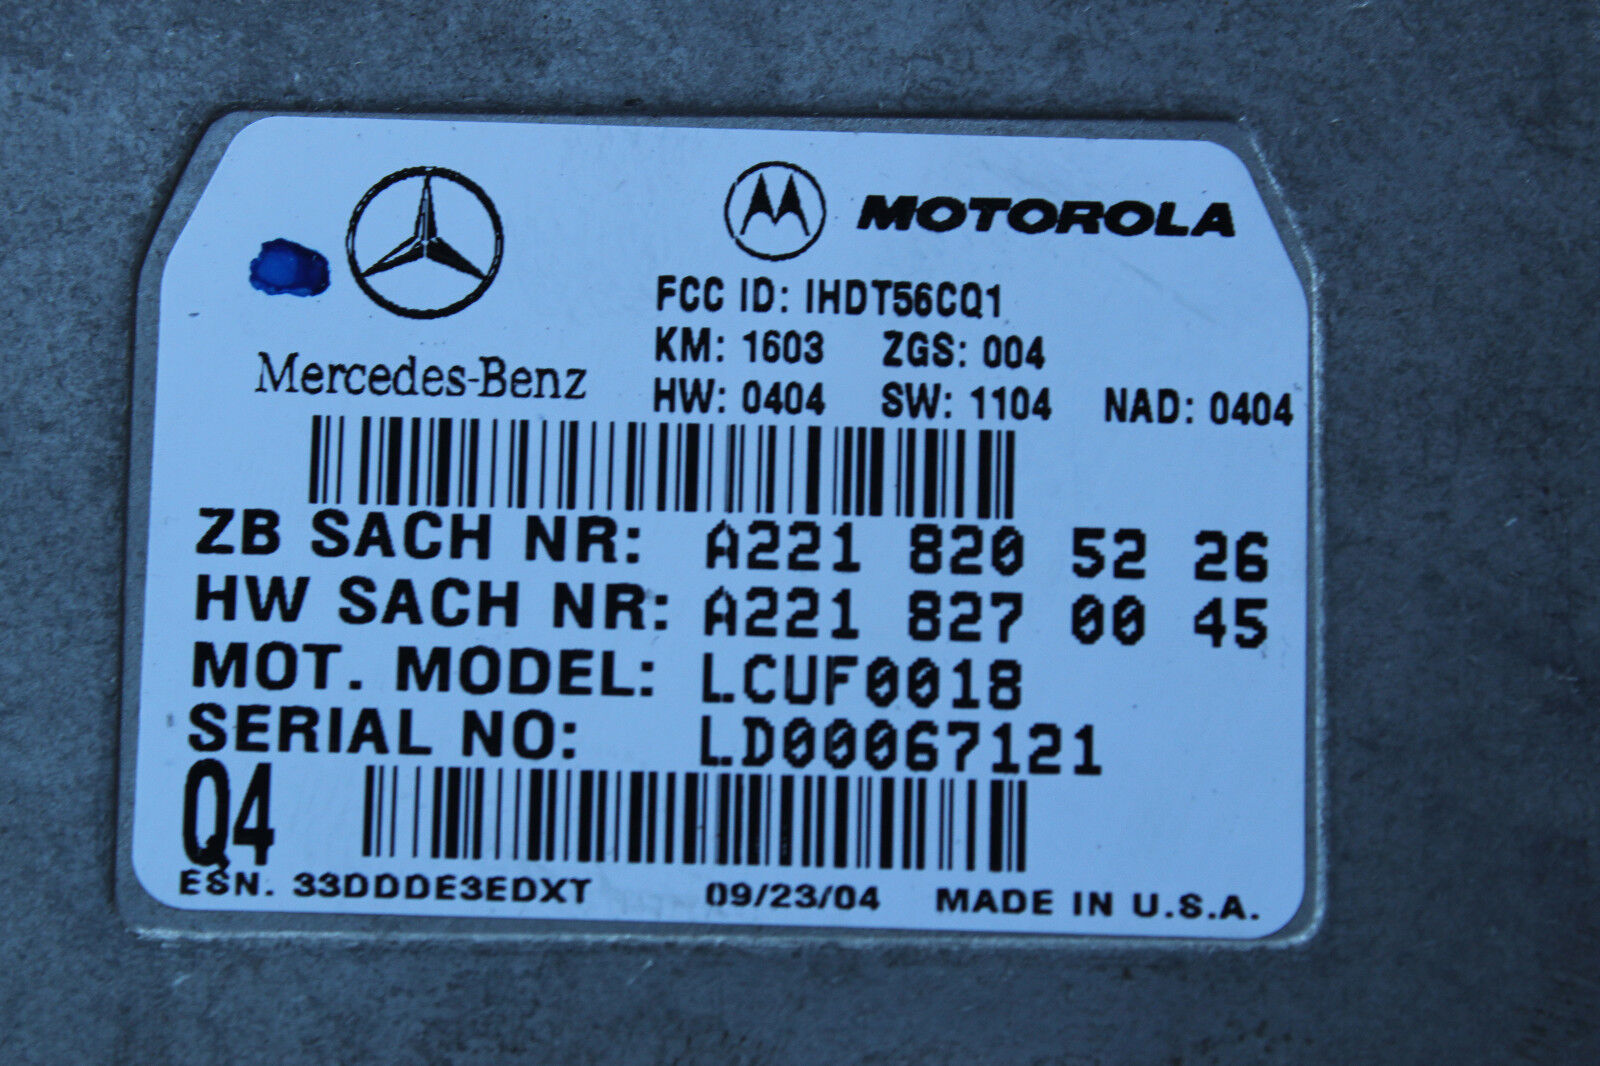 MOTOROLA
FCC ID: IHDT56CQ1
KM: 1603 ZGS: 004
Mercedes-Benz
HW: 0404 SW: 1104 NAD: 0404
ZB SACH NR: A221 820 52 26
HW SACH NR: A221 827 00 45
MOT. MODEL: LCUF0018
SERIAL NO: LD00067121
Q4
ESN. 33DDDE3EDXT 09/23/04 MADE IN U.S.A.